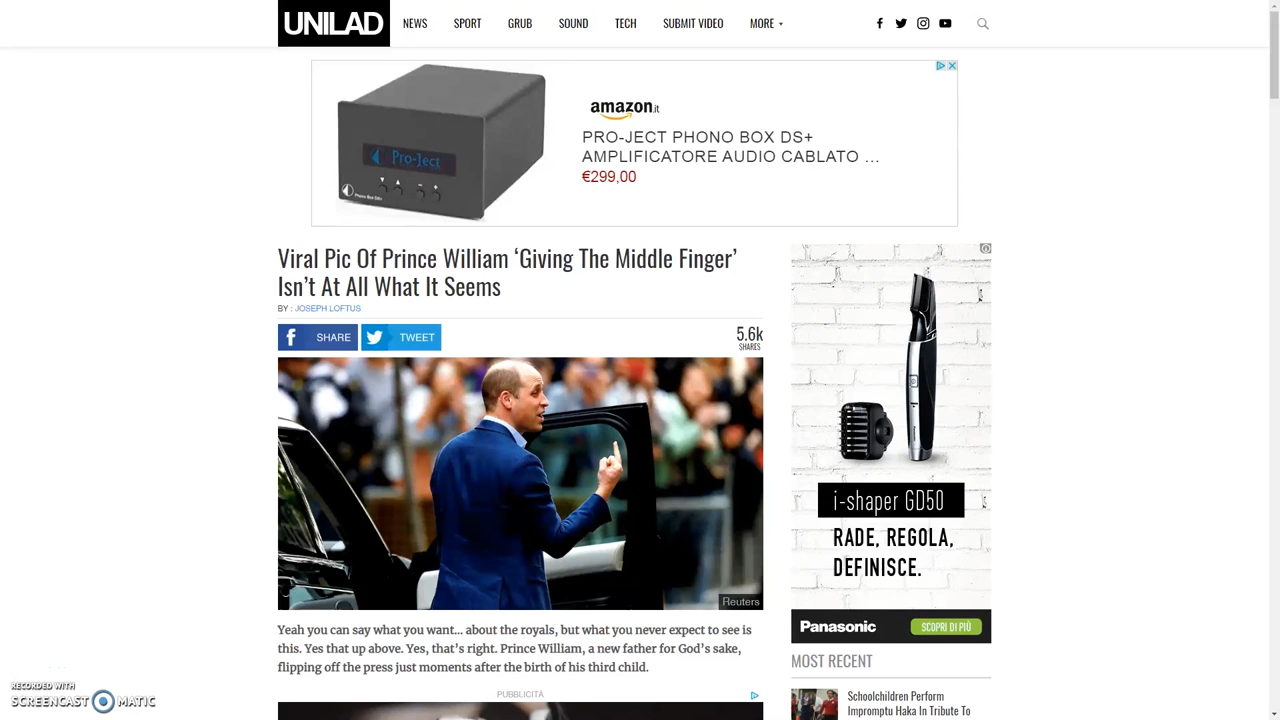 UNILAD
NEWS
SPORT
GRUB
SOUND
TECH
SUBMIT VIDEO
MORE
amazon.it
PRO-JECT PHONO BOX DS+
AMPLIFICATORE AUDIO CABLATO ...
€299,00
Pro-Ject
Phono Box DS+
Viral Pic Of Prince William ‘Giving The Middle Finger’
Isn’t At All What It Seems
BY : JOSEPH LOFTUS
SHARE
TWEET
5.6k
SHARES
Reuters
Yeah you can say what you want… about the royals, but what you never expect to see is
this. Yes that up above. Yes, that’s right. Prince William, a new father for God’s sake,
flipping off the press just moments after the birth of his third child.
PUBBLICITÀ
i-shaper GD50
RADE, REGOLA,
DEFINISCE.
Panasonic
SCOPRI DI PIÙ
MOST RECENT
Schoolchildren Perform
Impromptu Haka In Tribute To
RECORDED WITH
SCREENCAST MATIC